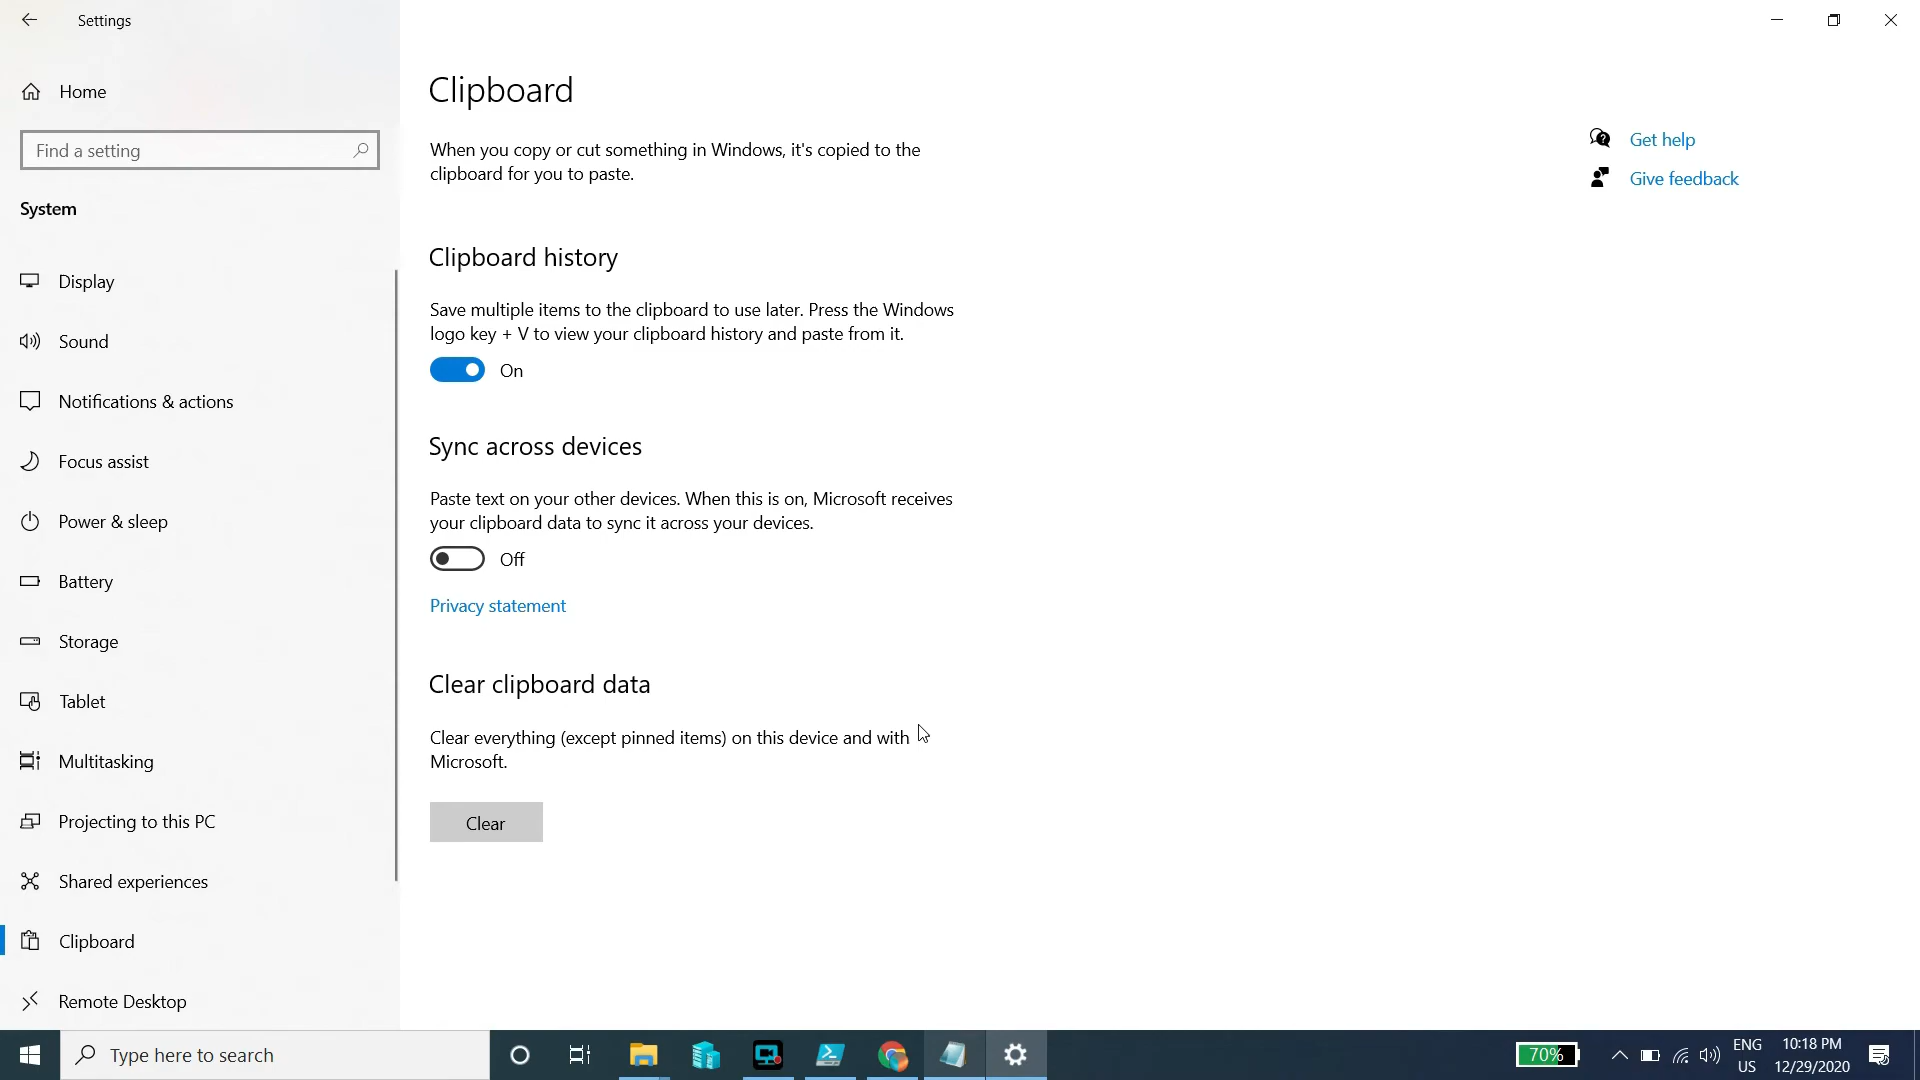 Settings
Home
Find a setting
System
Display
Sound
Notifications & actions
Focus assist
Power & sleep
Battery
Storage
Tablet
Multitasking
Projecting to this PC
Shared experiences
Clipboard
Remote Desktop
Clipboard
When you copy or cut something in Windows, it's copied to the
clipboard for you to paste.
Clipboard history
Save multiple items to the clipboard to use later. Press the Windows
logo key + V to view your clipboard history and paste from it.
On
Sync across devices
Paste text on your other devices. When this is on, Microsoft receives
your clipboard data to sync it across your devices.
Off
Privacy statement
Clear clipboard data
Clear everything (except pinned items) on this device and with
Microsoft.
Clear
Get help
Give feedback
Type here to search
70%
ENG
US
10:18 PM
12/29/2020